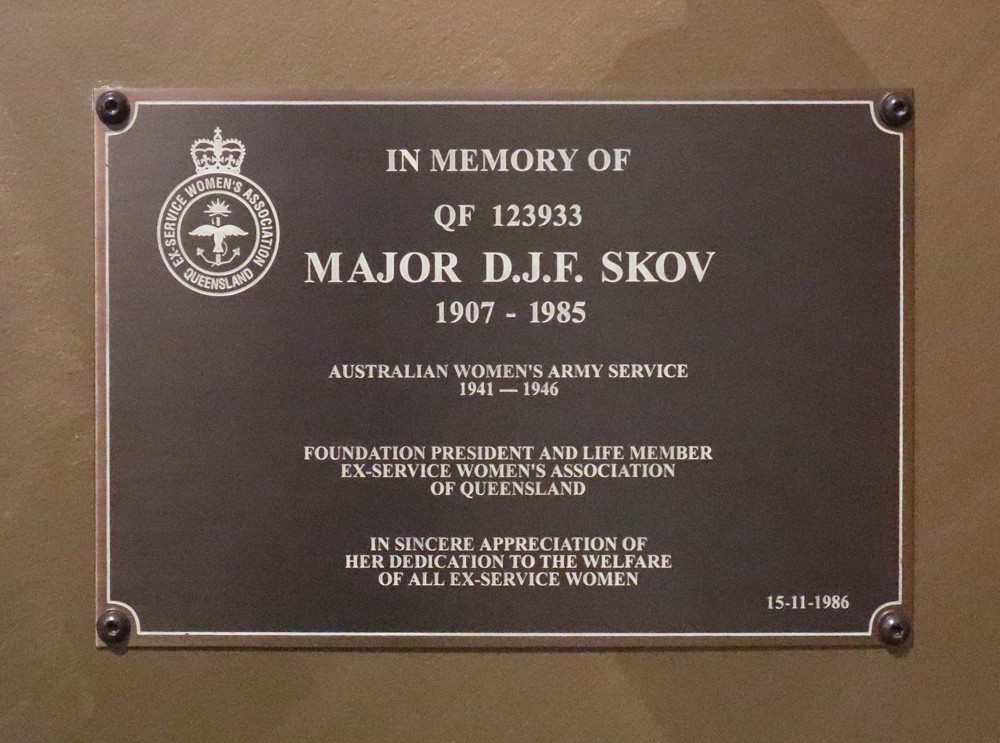 EX-SERVICE WOMEN'S ASSOCIATION
QUEENSLAND
IN MEMORY OF
QF 123933
MAJOR D.J.F. SKOV
1907 - 1985
AUSTRALIAN WOMEN'S ARMY SERVICE
1941 — 1946
FOUNDATION PRESIDENT AND LIFE MEMBER
EX-SERVICE WOMEN'S ASSOCIATION
OF QUEENSLAND
IN SINCERE APPRECIATION OF
HER DEDICATION TO THE WELFARE
OF ALL EX-SERVICE WOMEN
15-11-1986